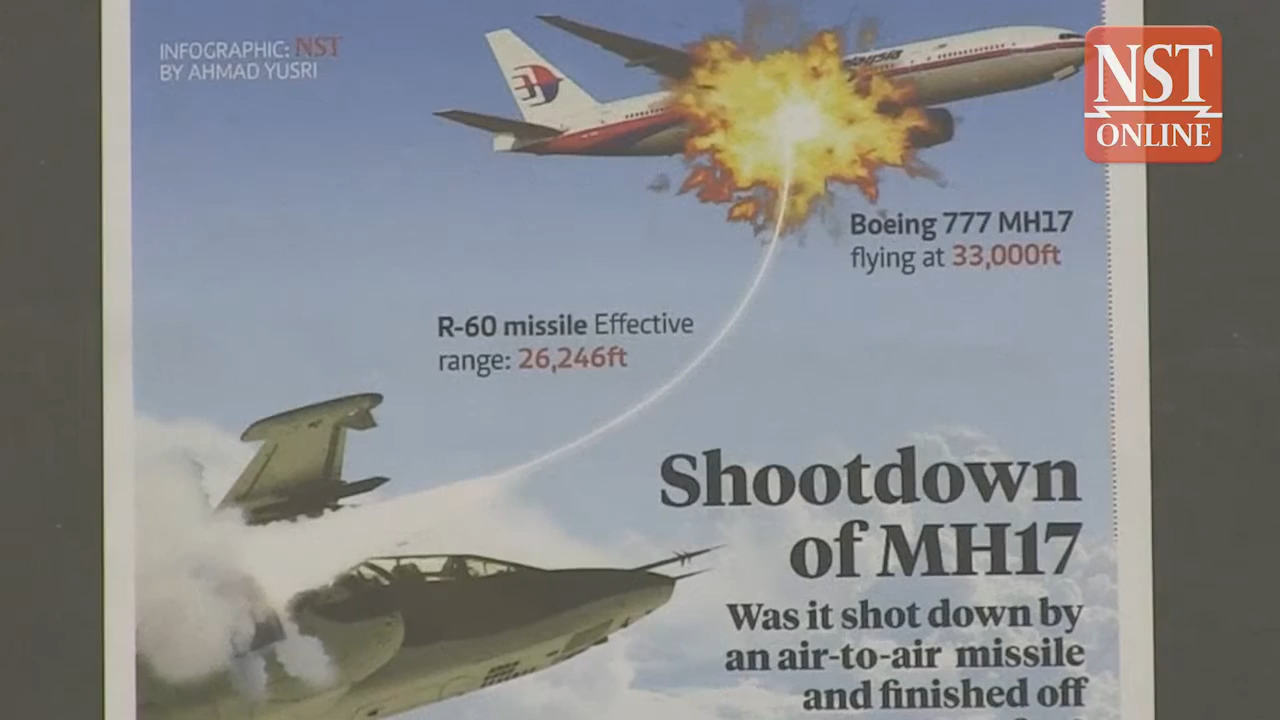 INFOGRAPHIC: NST
BY AHMAD YUSRI
NST
ONLINE
Boeing 777 MH17
flying at 33,000ft
R-60 missile Effective
range: 26,246ft
Shootdown
of MH17
Was it shot down by
an air-to-air missile
and finished off